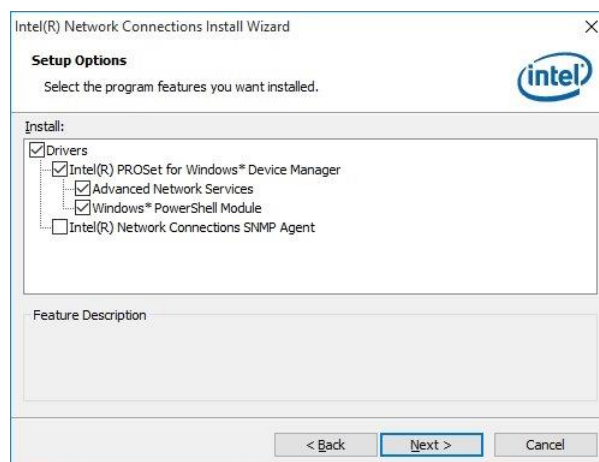 Intel(R) Network Connections Install Wizard
Setup Options
Select the program features you want installed.
intel
Install:
Drivers
Intel(R) PROSet for Windows* Device Manager
Advanced Network Services
Windows* PowerShell Module
Intel(R) Network Connections SNMP Agent
Feature Description
< Back
Next >
Cancel